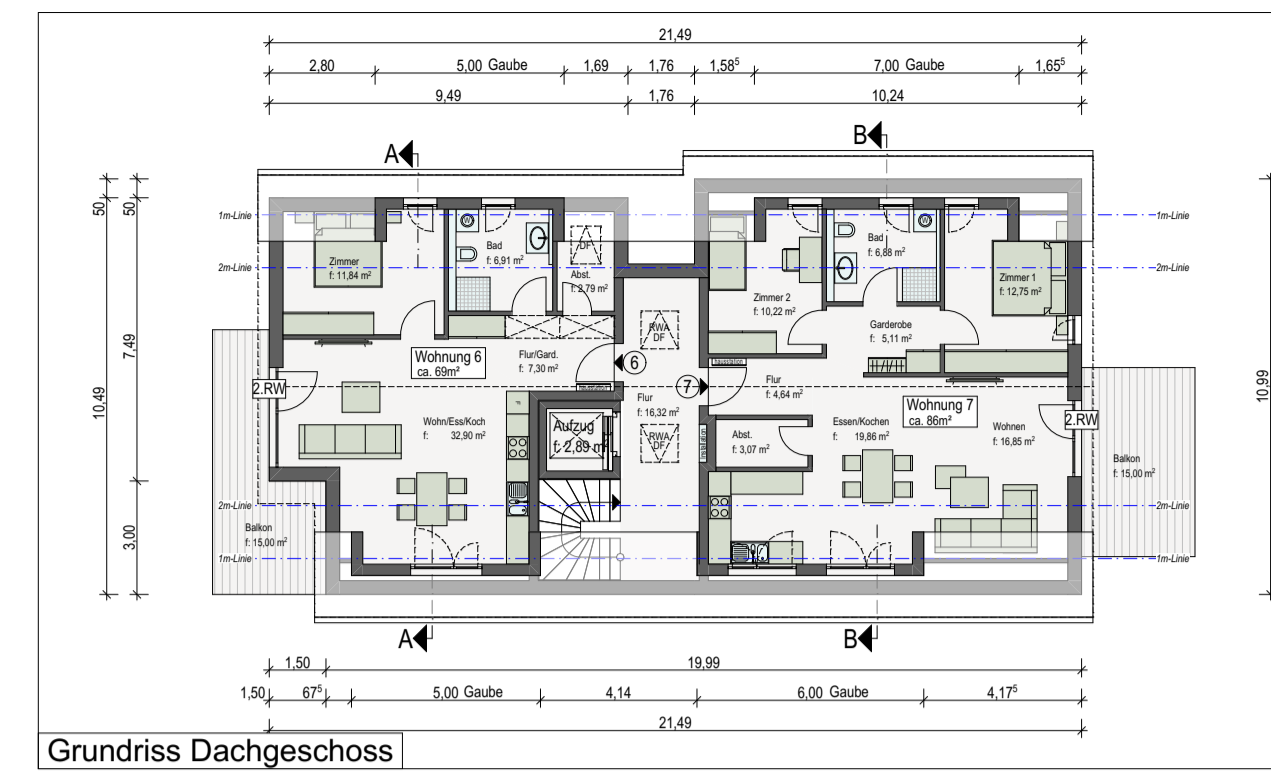 21,49
2,80
5,00 Gaube
1,69
1,76
1,58⁵
7,00 Gaube
1,65⁵
9,49
1,76
10,24
A
B
50
50
1m-Linie
1m-Linie
2m-Linie
2m-Linie
Zimmer
f: 11,84 m²
Bad
f: 6,91 m²
W
DF
Abst.
f: 2,79 m²
Zimmer 2
f: 10,22 m²
Bad
f: 6,88 m²
W
Zimmer 1
f: 12,75 m²
RWA
DF
Garderobe
f: 5,11 m²
Wohnung 6
ca. 69m²
Flur/Gard.
f: 7,30 m²
6
7
Hausstation
Hausstation
2.RW
Flur
f: 16,32 m²
Flur
f: 4,64 m²
Wohnung 7
ca. 86m²
2.RW
Wohn/Ess/Koch
f: 32,90 m²
Aufzug
f: 2,89 m²
RWA
DF
Installation
Abst.
f: 3,07 m²
Essen/Kochen
f: 19,86 m²
Wohnen
f: 16,85 m²
Balkon
f: 15,00 m²
2m-Linie
2m-Linie
Balkon
f: 15,00 m²
1m-Linie
1m-Linie
7,49
10,49
3,00
10,99
A
B
1,50
19,99
1,50
67⁵
5,00 Gaube
4,14
6,00 Gaube
4,17⁵
21,49
Grundriss Dachgeschoss